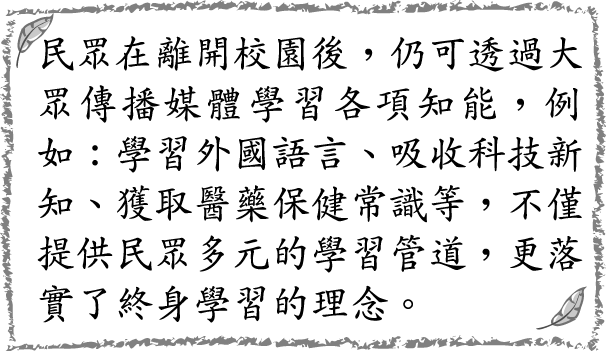 民眾在離開校園後，仍可透過大
眾傳播媒體學習各項知能，例
如：學習外國語言、吸收科技新
知、獲取醫藥保健常識等，不僅
提供民眾多元的學習管道，更落
實了終身學習的理念。